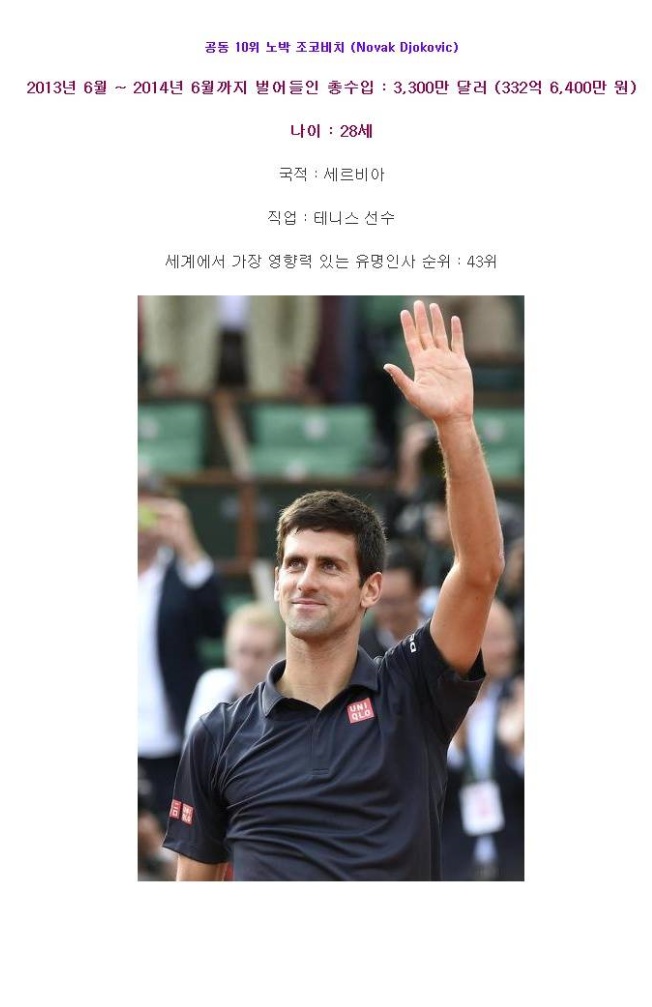 공동 10위 노박 조코비치 (Novak Djokovic)
2013년 6월 ~ 2014년 6월까지 벌어들인 총수입 : 3,300만 달러 (332억 6,400만 원)
나이 : 28세
국적 : 세르비아
직업 : 테니스 선수
세계에서 가장 영향력 있는 유명인사 순위 : 43위
UNI
QLO